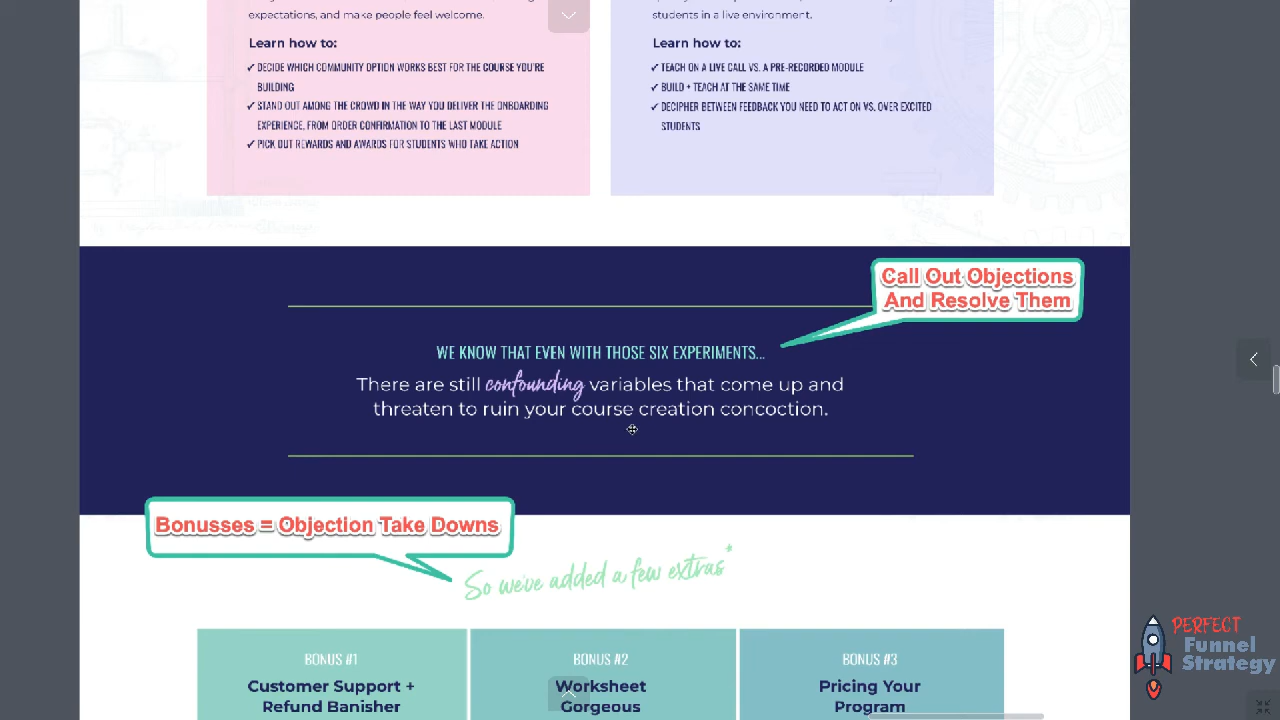 expectations, and make people feel welcome.
Learn how to:
✓ DECIDE WHICH COMMUNITY OPTION WORKS BEST FOR THE COURSE YOU'RE
BUILDING
✓ STAND OUT AMONG THE CROWD IN THE WAY YOU DELIVER THE ONBOARDING
EXPERIENCE, FROM ORDER CONFIRMATION TO THE LAST MODULE
✓ PICK OUT REWARDS AND AWARDS FOR STUDENTS WHO TAKE ACTION
students in a live environment.
Learn how to:
✓ TEACH ON A LIVE CALL VS. A PRE-RECORDED MODULE
✓ BUILD + TEACH AT THE SAME TIME
✓ DECIPHER BETWEEN FEEDBACK YOU NEED TO ACT ON VS. OVER EXCITED
STUDENTS
Call Out Objections
And Resolve Them
WE KNOW THAT EVEN WITH THOSE SIX EXPERIMENTS...
There are still confounding variables that come up and
threaten to ruin your course creation concoction.
Bonusses = Objection Take Downs
So we've added a few extras*
BONUS #1
Customer Support +
Refund Banisher
BONUS #2
Worksheet
Gorgeous
BONUS #3
Pricing Your
Program
PERFECT
Funnel
Strategy